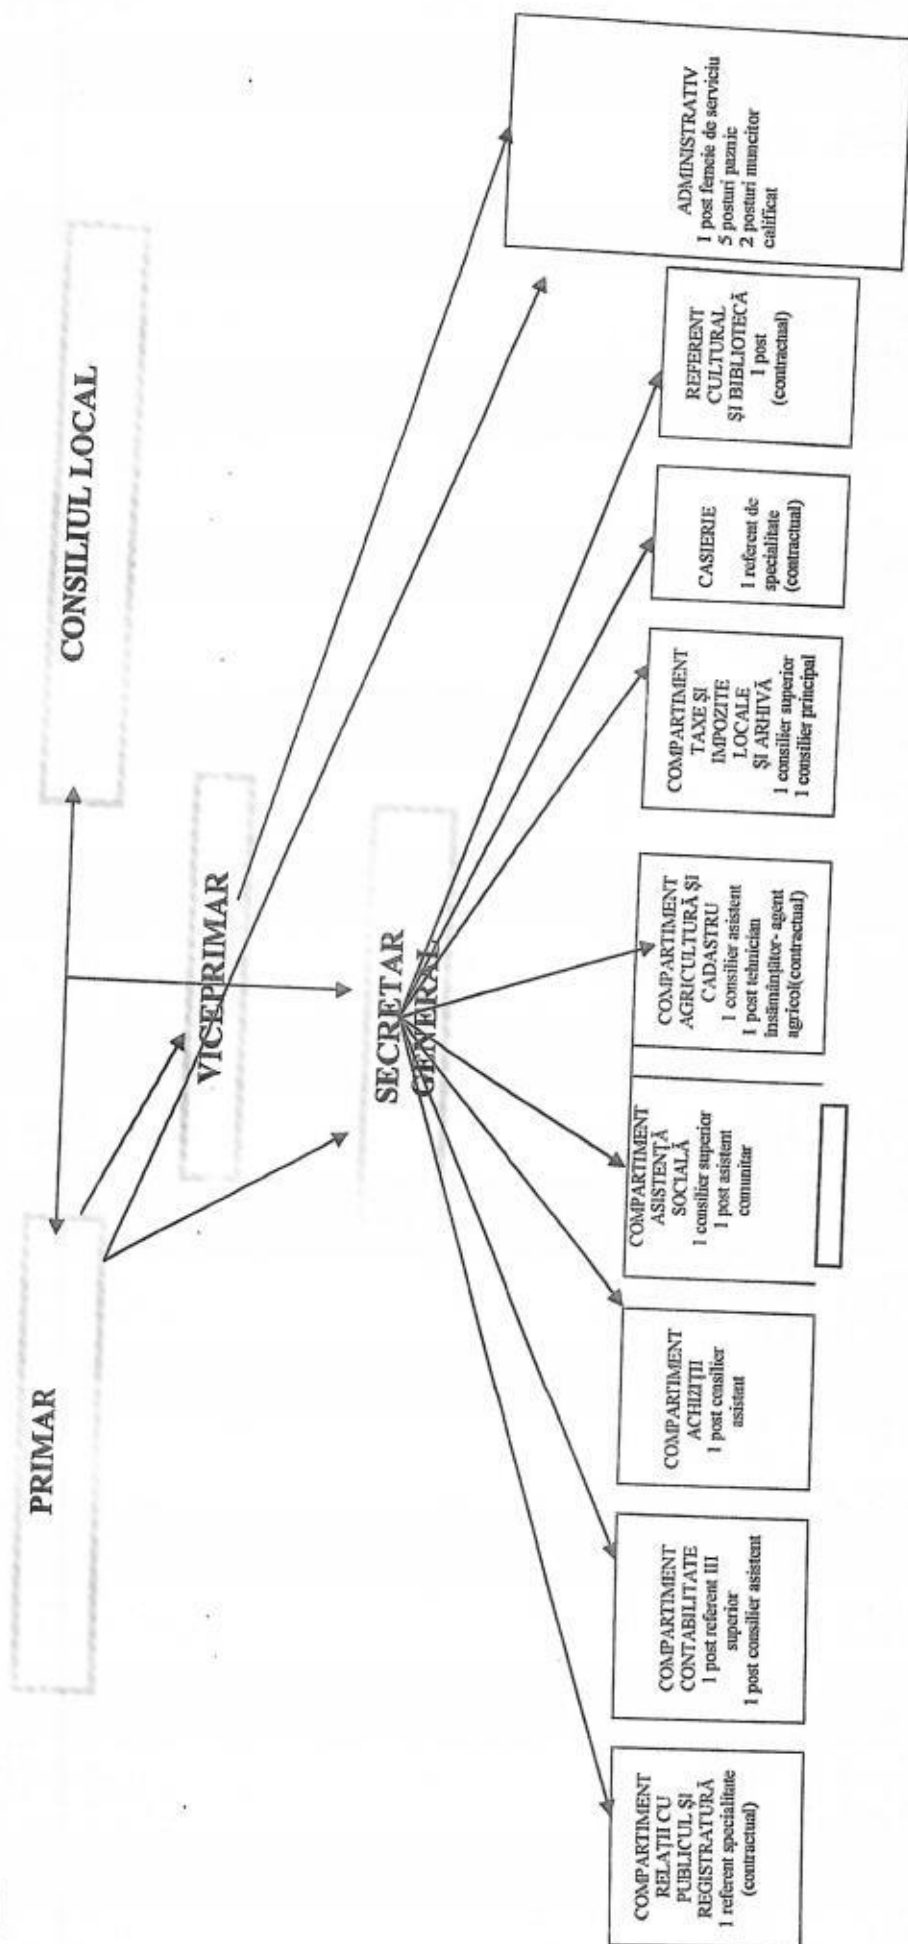 PRIMAR
CONSILIUL LOCAL
VICEPRIMAR
SECRETAR
GENERAL
COMPARTIMENT
RELAȚII CU
PUBLICUL ȘI
REGISTRATURĂ
1 referent specialitate
(contractual)
COMPARTIMENT
CONTABILITATE
1 post referent III
superior
1 post consilier asistent
COMPARTIMENT
ACHIZIȚII
1 post consilier
asistent
COMPARTIMENT
ASISTENȚĂ
SOCIALĂ
1 consilier superior
1 post asistent
comunitar
COMPARTIMENT
AGRICULTURĂ ȘI
CADASTRU
1 consilier asistent
1 post tehnician
însămânțător- agent
agricol(contractual)
COMPARTIMENT
TAXE ȘI
IMPOZITE
LOCALE
ȘI ARHIVĂ
1 consilier superior
1 consilier principal
CASIERIE
1 referent de
specialitate
(contractual)
REFERENT
CULTURAL
ȘI BIBLIOTECĂ
1 post
(contractual)
ADMINISTRATIV
1 post femeie de serviciu
5 posturi paznic
2 posturi muncitor
calificat